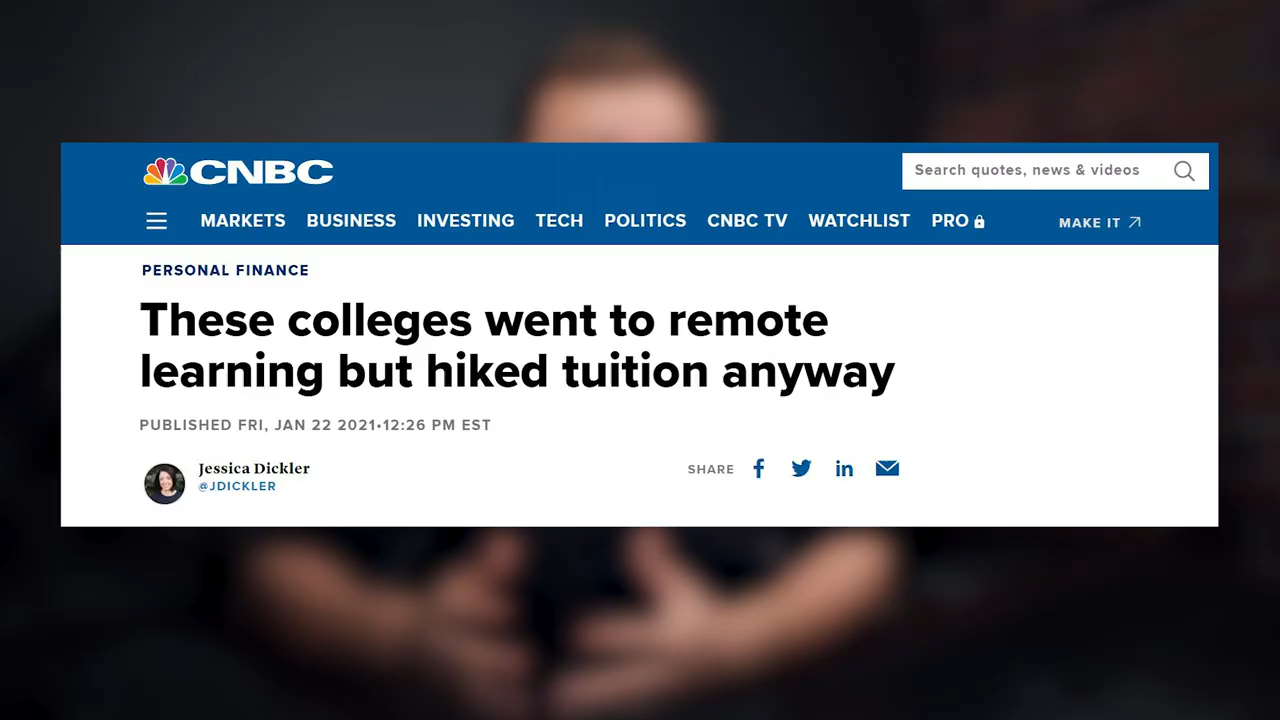 CNBC
Search quotes, news & videos
MARKETS BUSINESS INVESTING TECH POLITICS CNBC TV WATCHLIST PRO MAKE IT
PERSONAL FINANCE
These colleges went to remote
learning but hiked tuition anyway
PUBLISHED FRI, JAN 22 2021•12:26 PM EST
Jessica Dickler
@JDICKLER
SHARE